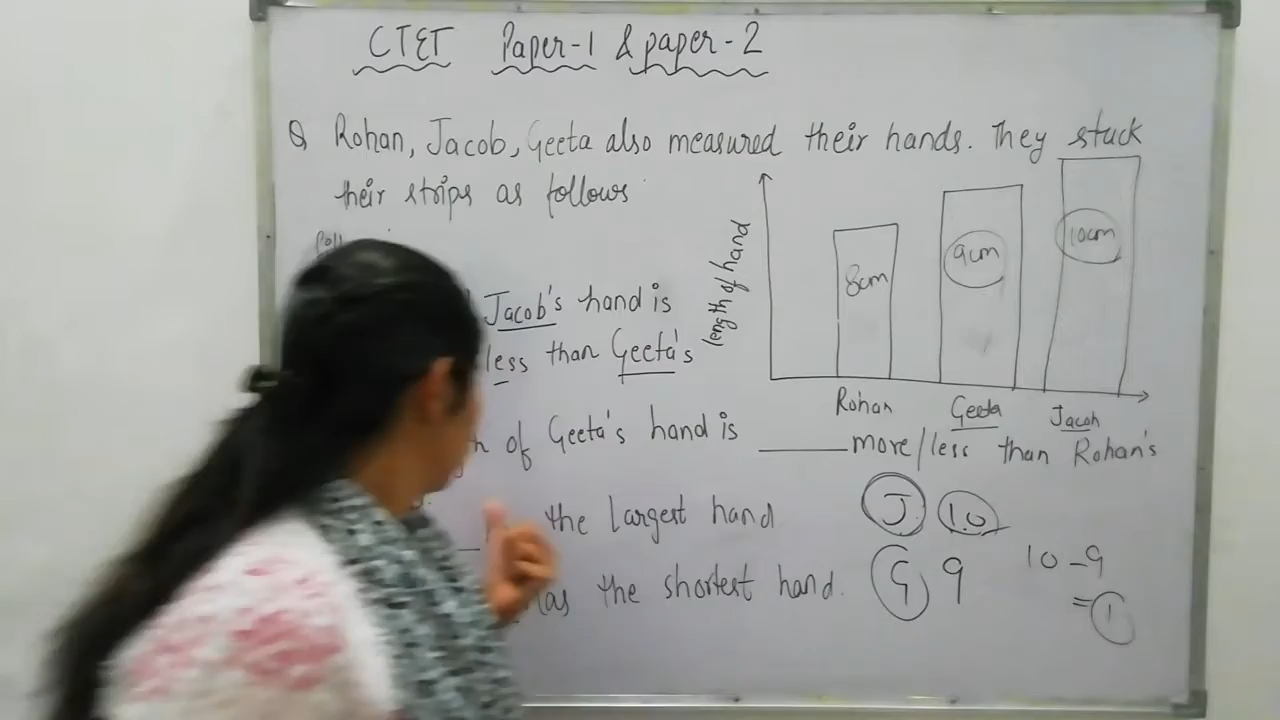 CTET Paper-1 & paper-2
Q Rohan, Jacob, Geeta also measured their hands. They stuck
their strips as follows
Jacob's hand is
less than Geeta's
of Geeta's hand is ______ more/less than Rohan's
the largest hand
the shortest hand.
length of hand
8cm
9cm
10cm
Rohan Geeta Jacob
J 10
G 9
10-9
=1